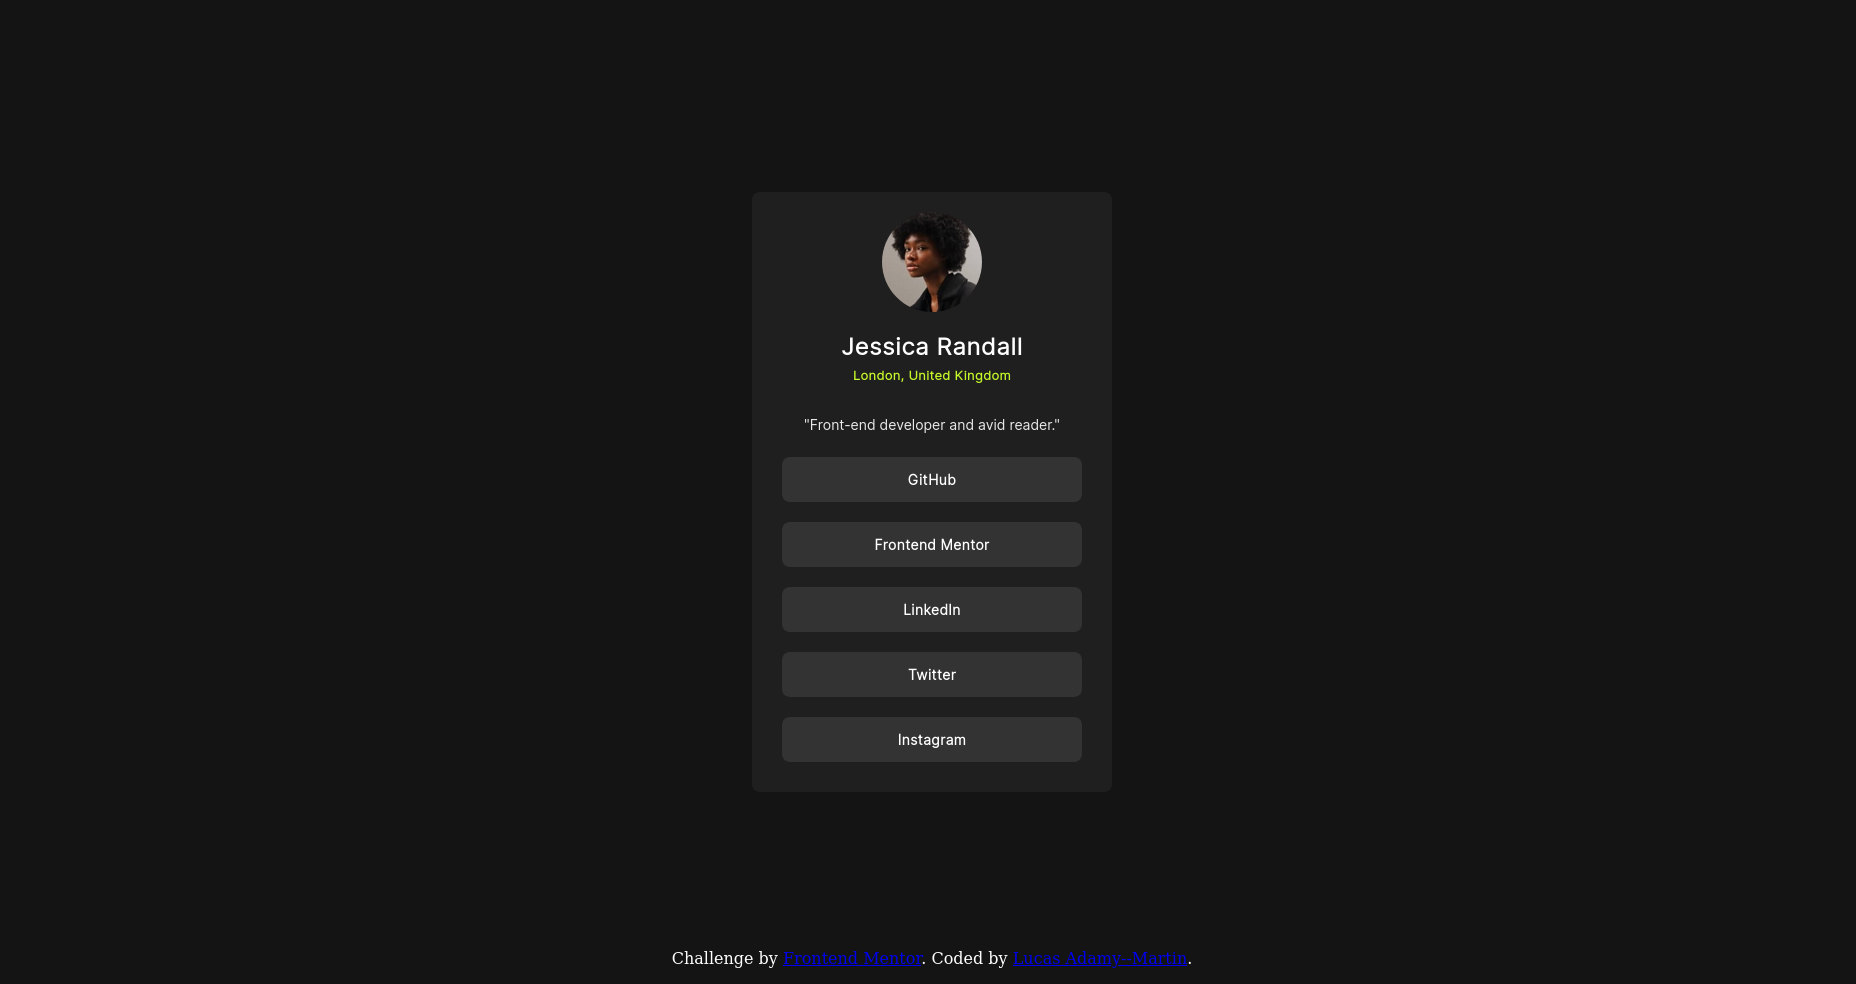 Jessica Randall
London, United Kingdom
"Front-end developer and avid reader."
GitHub
Frontend Mentor
LinkedIn
Twitter
Instagram
Challenge by Frontend Mentor. Coded by Lucas Adamy--Martin.